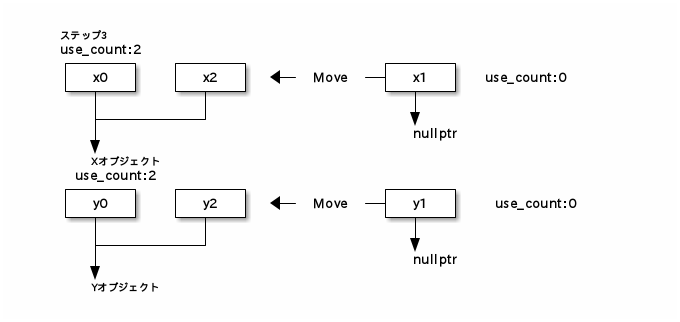 ステップ3
use_count:2
x0 x2 Move x1 use_count:0
nullptr
Xオブジェクト
use_count:2
y0 y2 Move y1 use_count:0
nullptr
Yオブジェクト